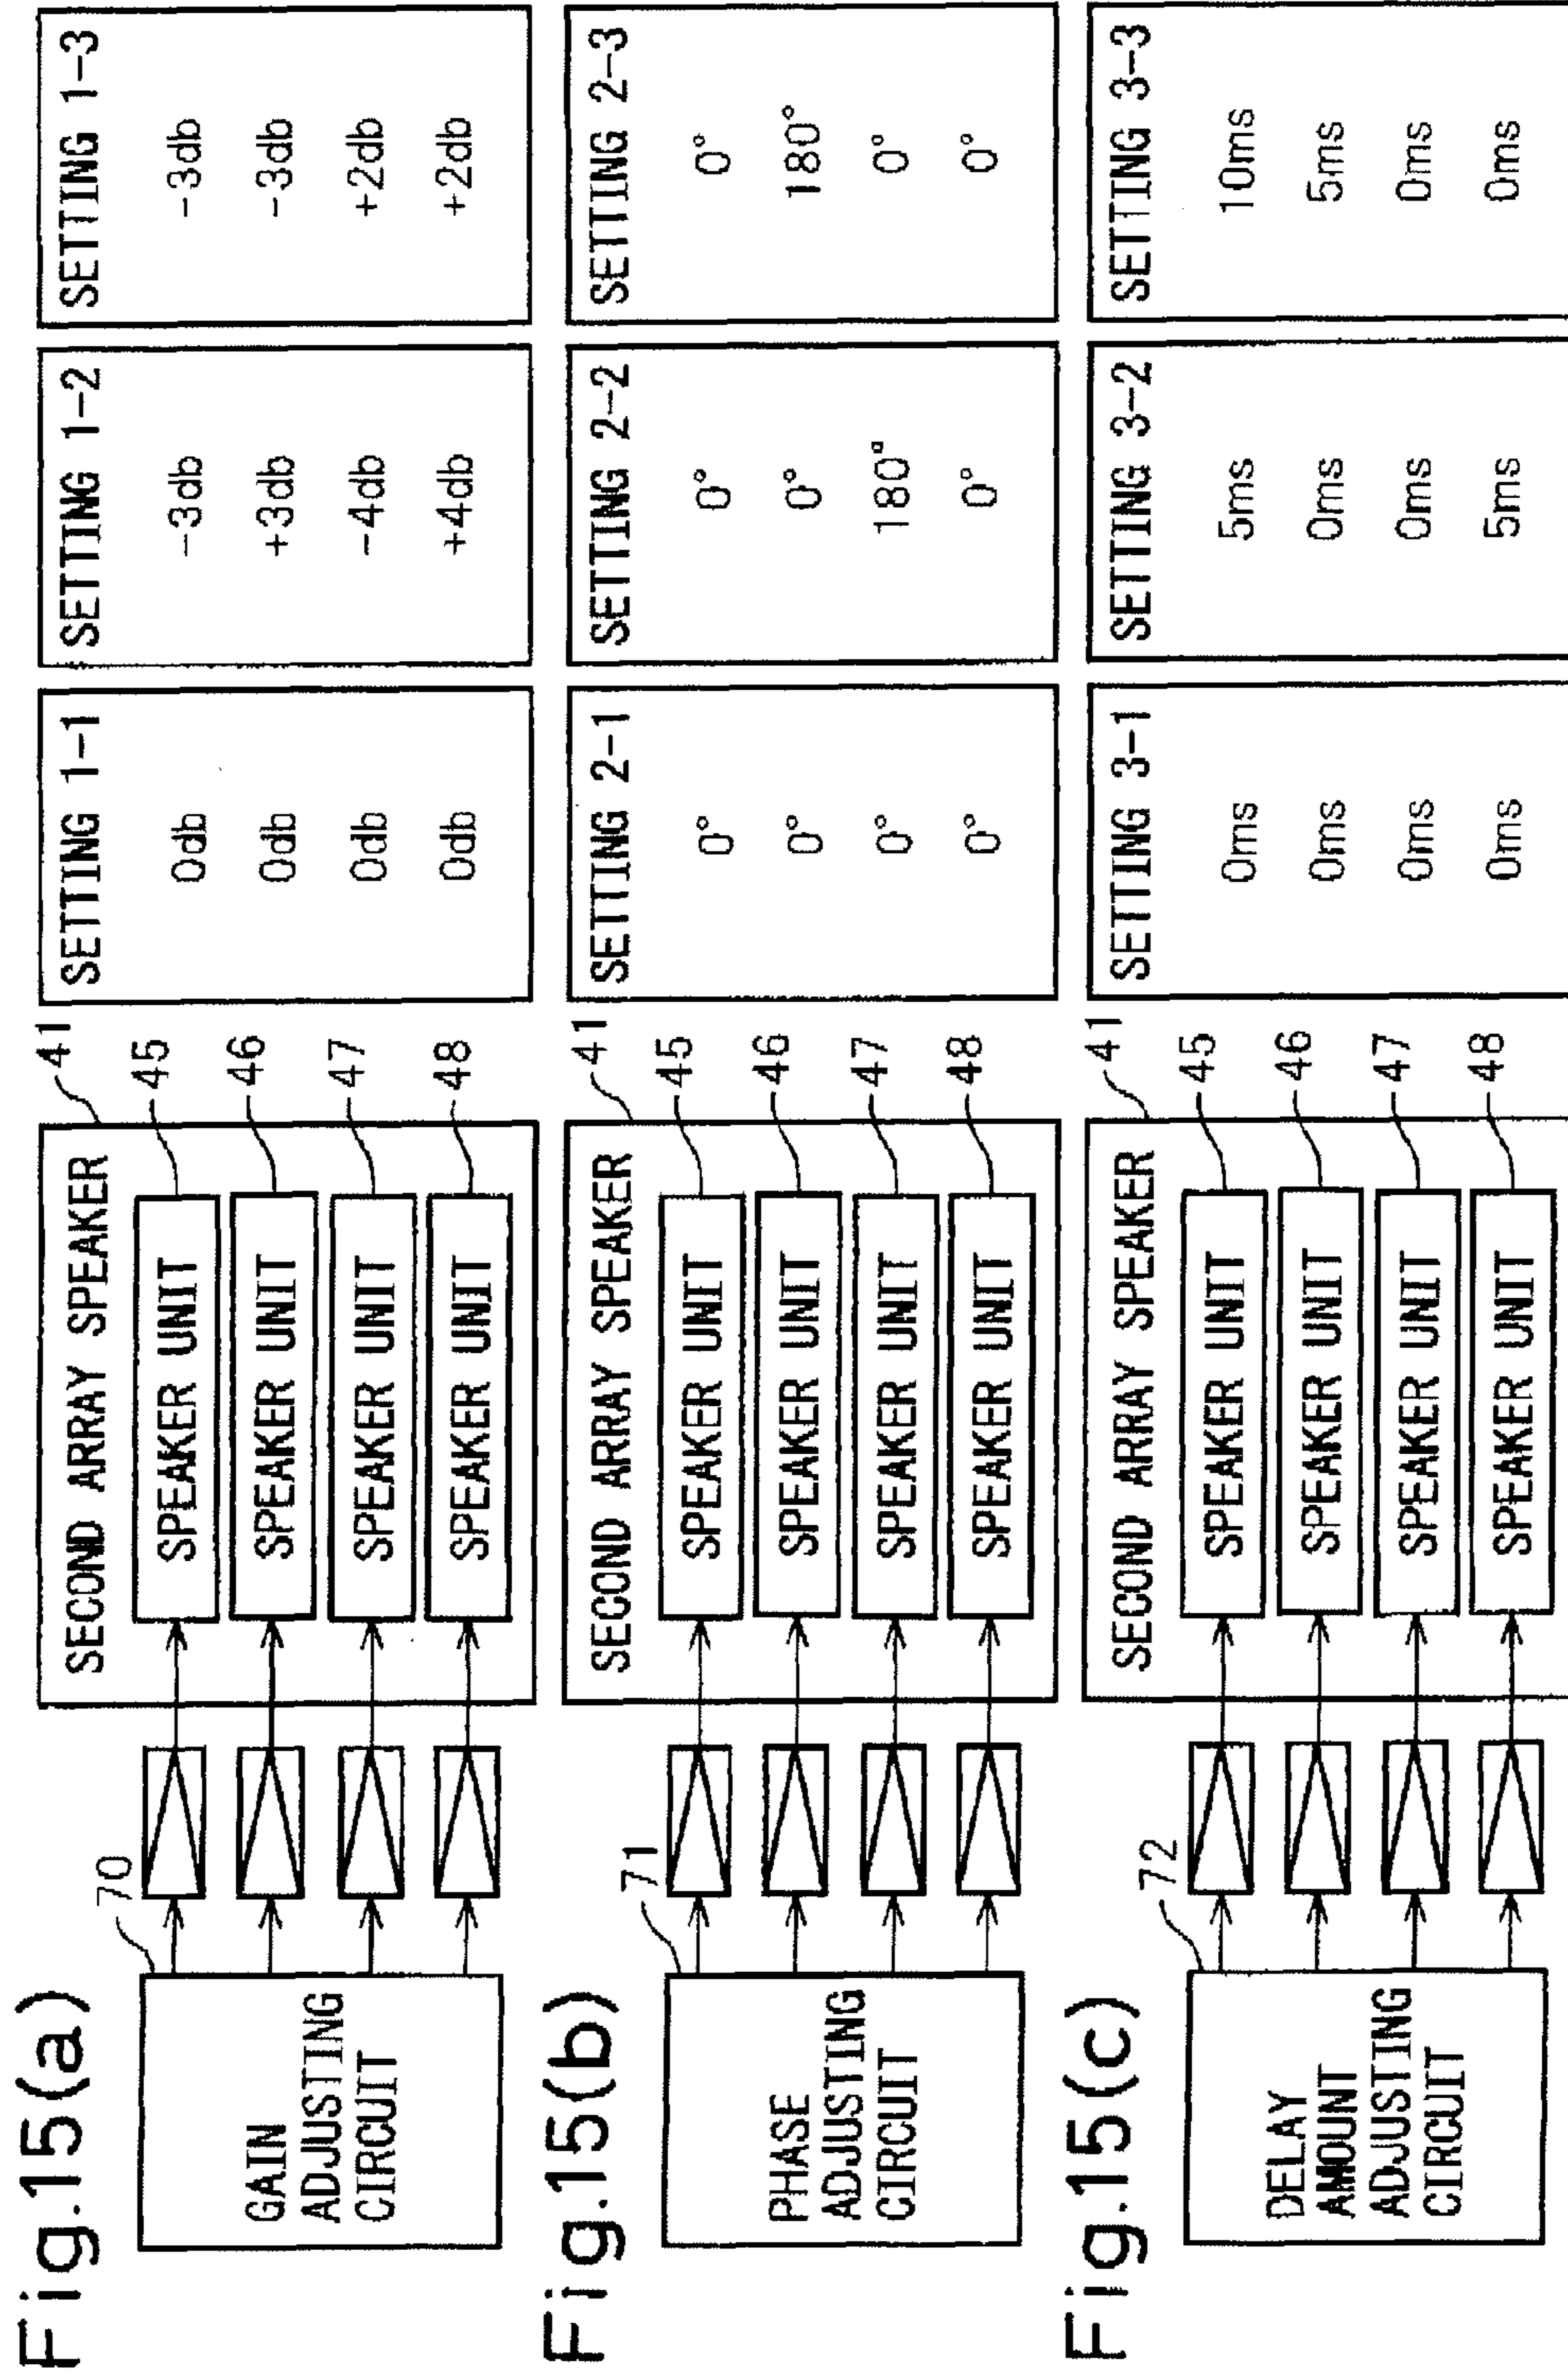 Fig.15(a)
70
GAIN
ADJUSTING
CIRCUIT
41
SECOND ARRAY SPEAKER
SPEAKER UNIT
45
SPEAKER UNIT
46
SPEAKER UNIT
47
SPEAKER UNIT
48
SETTING 1-1
0db
0db
0db
0db
SETTING 1-2
-3db
+3db
-4db
+4db
SETTING 1-3
-3db
-3db
+2db
+2db
Fig.15(b)
71
PHASE
ADJUSTING
CIRCUIT
41
SECOND ARRAY SPEAKER
SPEAKER UNIT
45
SPEAKER UNIT
46
SPEAKER UNIT
47
SPEAKER UNIT
48
SETTING 2-1
0°
0°
0°
0°
SETTING 2-2
0°
0°
180°
0°
SETTING 2-3
0°
180°
0°
0°
Fig.15(c)
72
DELAY
AMOUNT
ADJUSTING
CIRCUIT
41
SECOND ARRAY SPEAKER
SPEAKER UNIT
45
SPEAKER UNIT
46
SPEAKER UNIT
47
SPEAKER UNIT
48
SETTING 3-1
0ms
0ms
0ms
0ms
SETTING 3-2
5ms
0ms
0ms
5ms
SETTING 3-3
10ms
5ms
0ms
0ms